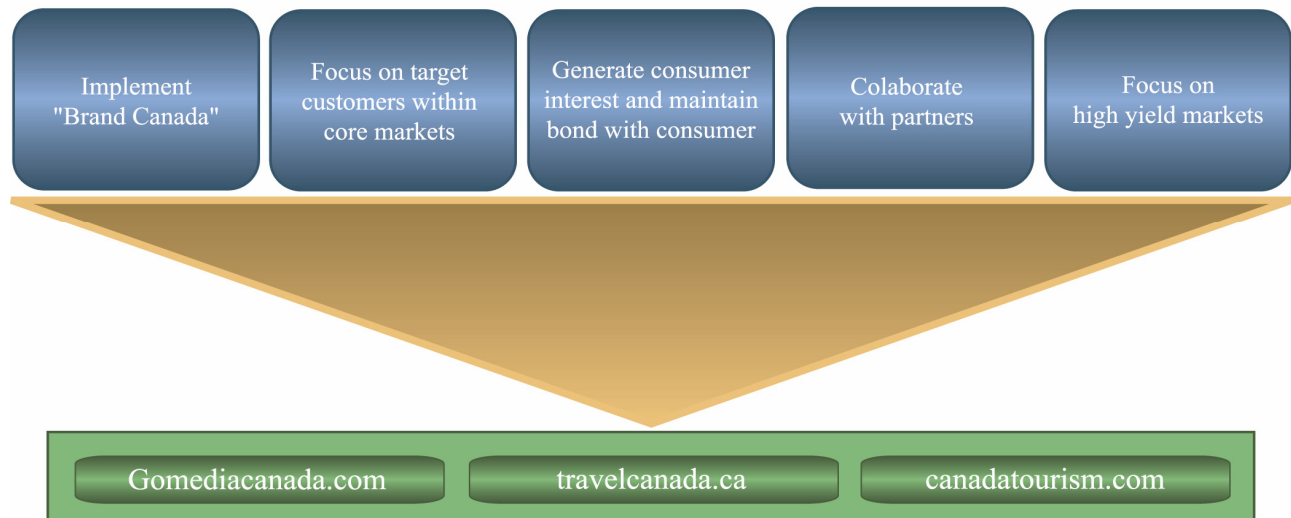 Implement
"Brand Canada"
Focus on target
customers within
core markets
Generate consumer
interest and maintain
bond with consumer
Colaborate
with partners
Focus on
high yield markets
Gomediacanada.com
travelcanada.ca
canadatourism.com